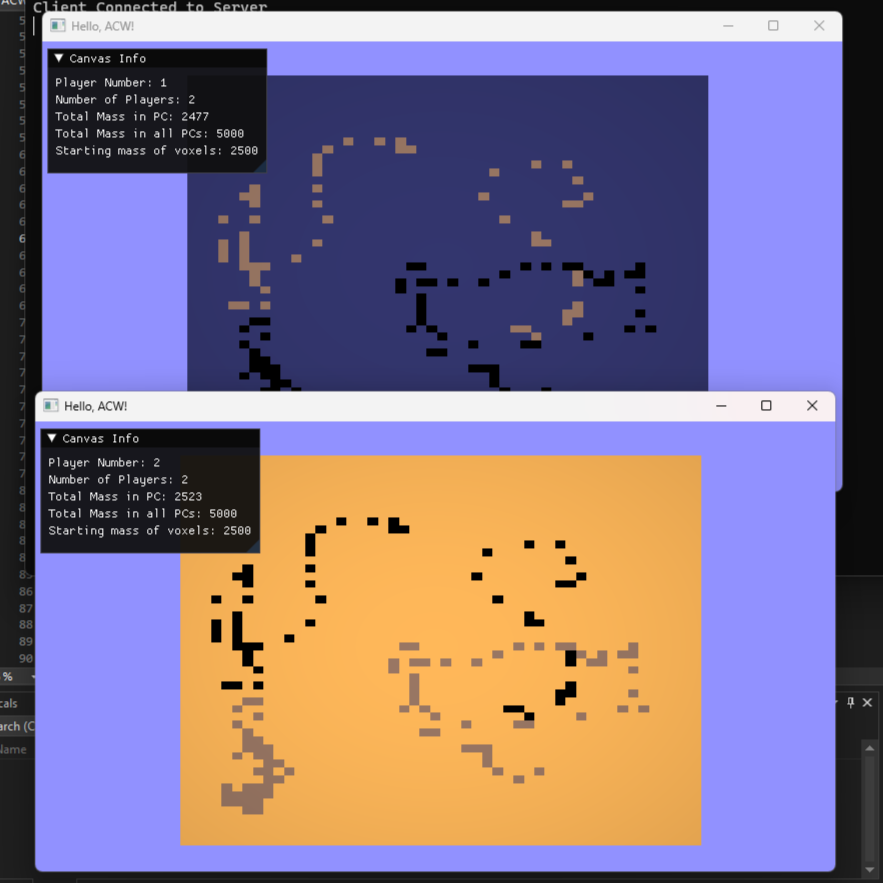 Client Connected to Server
Hello, ACW!
Canvas Info
Player Number: 1
Number of Players: 2
Total Mass in PC: 2477
Total Mass in all PCs: 5000
Starting mass of voxels: 2500
Hello, ACW!
Canvas Info
Player Number: 2
Number of Players: 2
Total Mass in PC: 2523
Total Mass in all PCs: 5000
Starting mass of voxels: 2500
86
87
88
89
90
%
cals
arch (C
Name